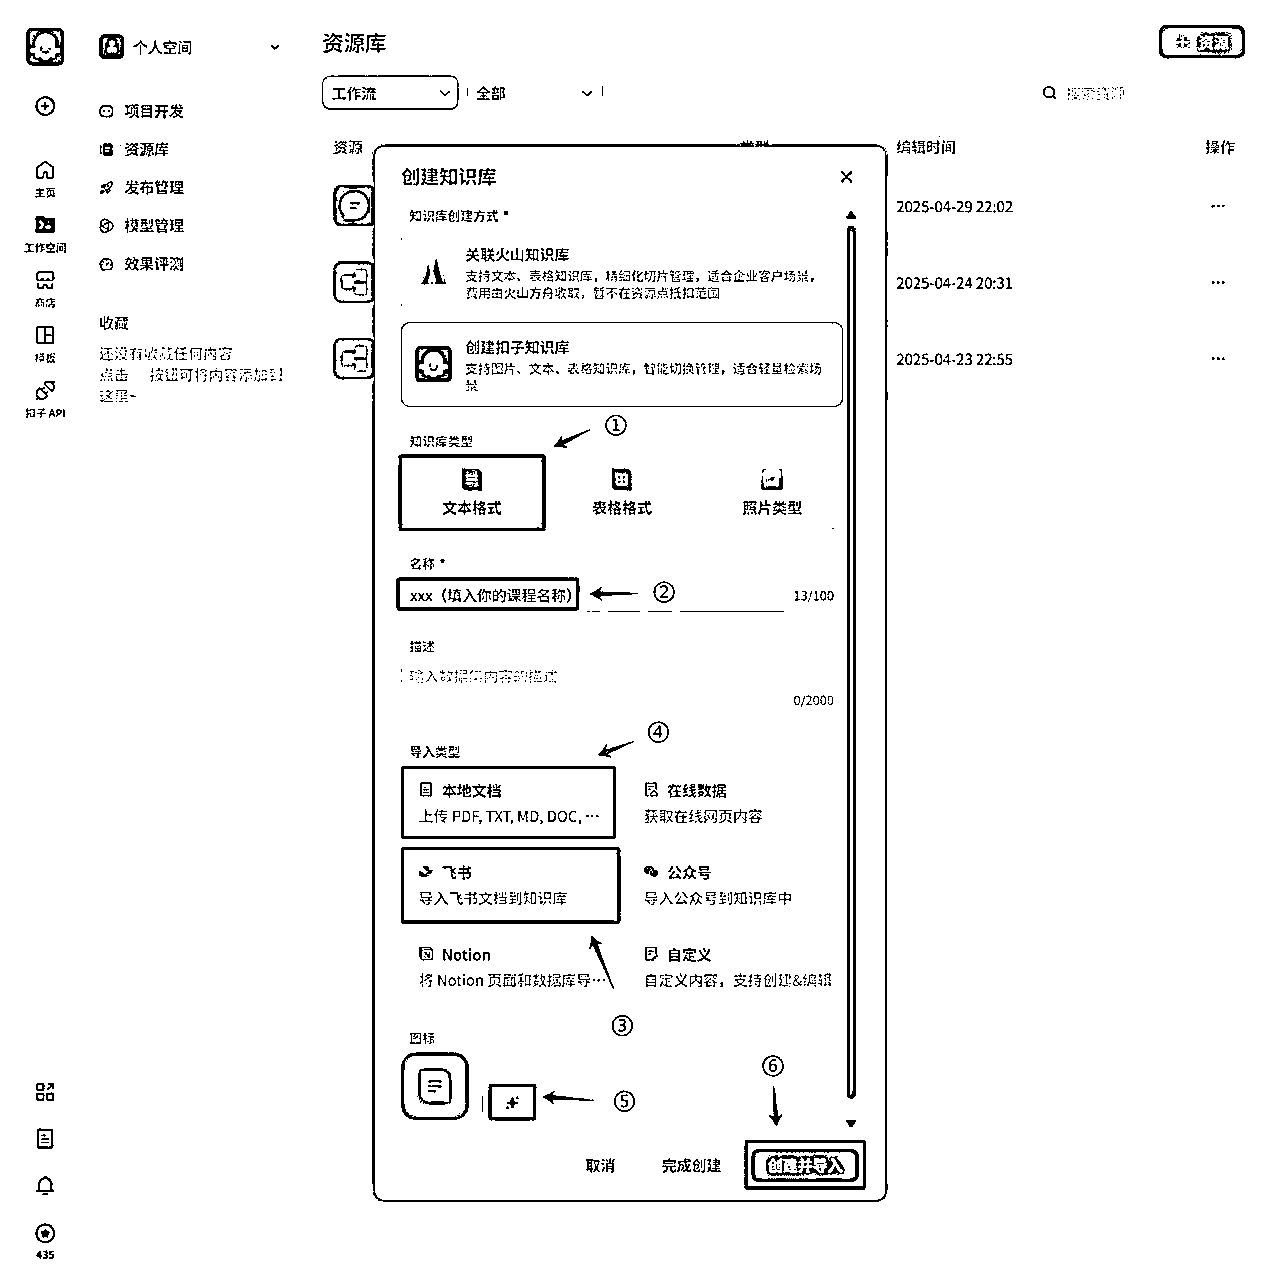 个人空间
资源库
资源
工作流
全部
搜索资源
项目开发
资源库
发布管理
模型管理
效果评测
收藏
还没有收藏任何内容
点击 按钮可将内容添加到
这里~
主页
工作空间
商店
模板
扣子 API
435
资源
类型
编辑时间
操作
2025-04-29 22:02
2025-04-24 20:31
2025-04-23 22:55
创建知识库
知识库创建方式 *
关联火山知识库
支持文本、表格知识库，精细化切片管理，适合企业客户场景，
费用由火山方舟收取，暂不在资源点抵扣范围
创建扣子知识库
支持图片、文本、表格知识库，智能切换管理，适合轻量检索场
景
①
知识库类型
文本格式
表格格式
照片类型
名称 *
xxx（填入你的课程名称）
②
13/100
描述
输入数据集内容的描述
0/2000
④
导入类型
本地文档
上传 PDF, TXT, MD, DOC, ···
在线数据
获取在线网页内容
飞书
导入飞书文档到知识库
公众号
导入公众号到知识库中
Notion
将 Notion 页面和数据库导···
自定义
自定义内容，支持创建&编辑
③
图标
⑤
⑥
取消
完成创建
创建并导入